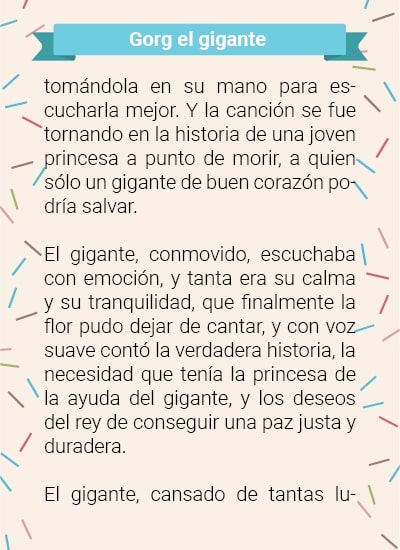 Gorg el gigante
tomándola en su mano para es-
cucharla mejor. Y la canción se fue
tornando en la historia de una joven
princesa a punto de morir, a quien
sólo un gigante de buen corazón po-
dría salvar.
El gigante, conmovido, escuchaba
con emoción, y tanta era su calma
y su tranquilidad, que finalmente la
flor pudo dejar de cantar, y con voz
suave contó la verdadera historia, la
necesidad que tenía la princesa de
la ayuda del gigante, y los deseos
del rey de conseguir una paz justa y
duradera.
El gigante, cansado de tantas lu-